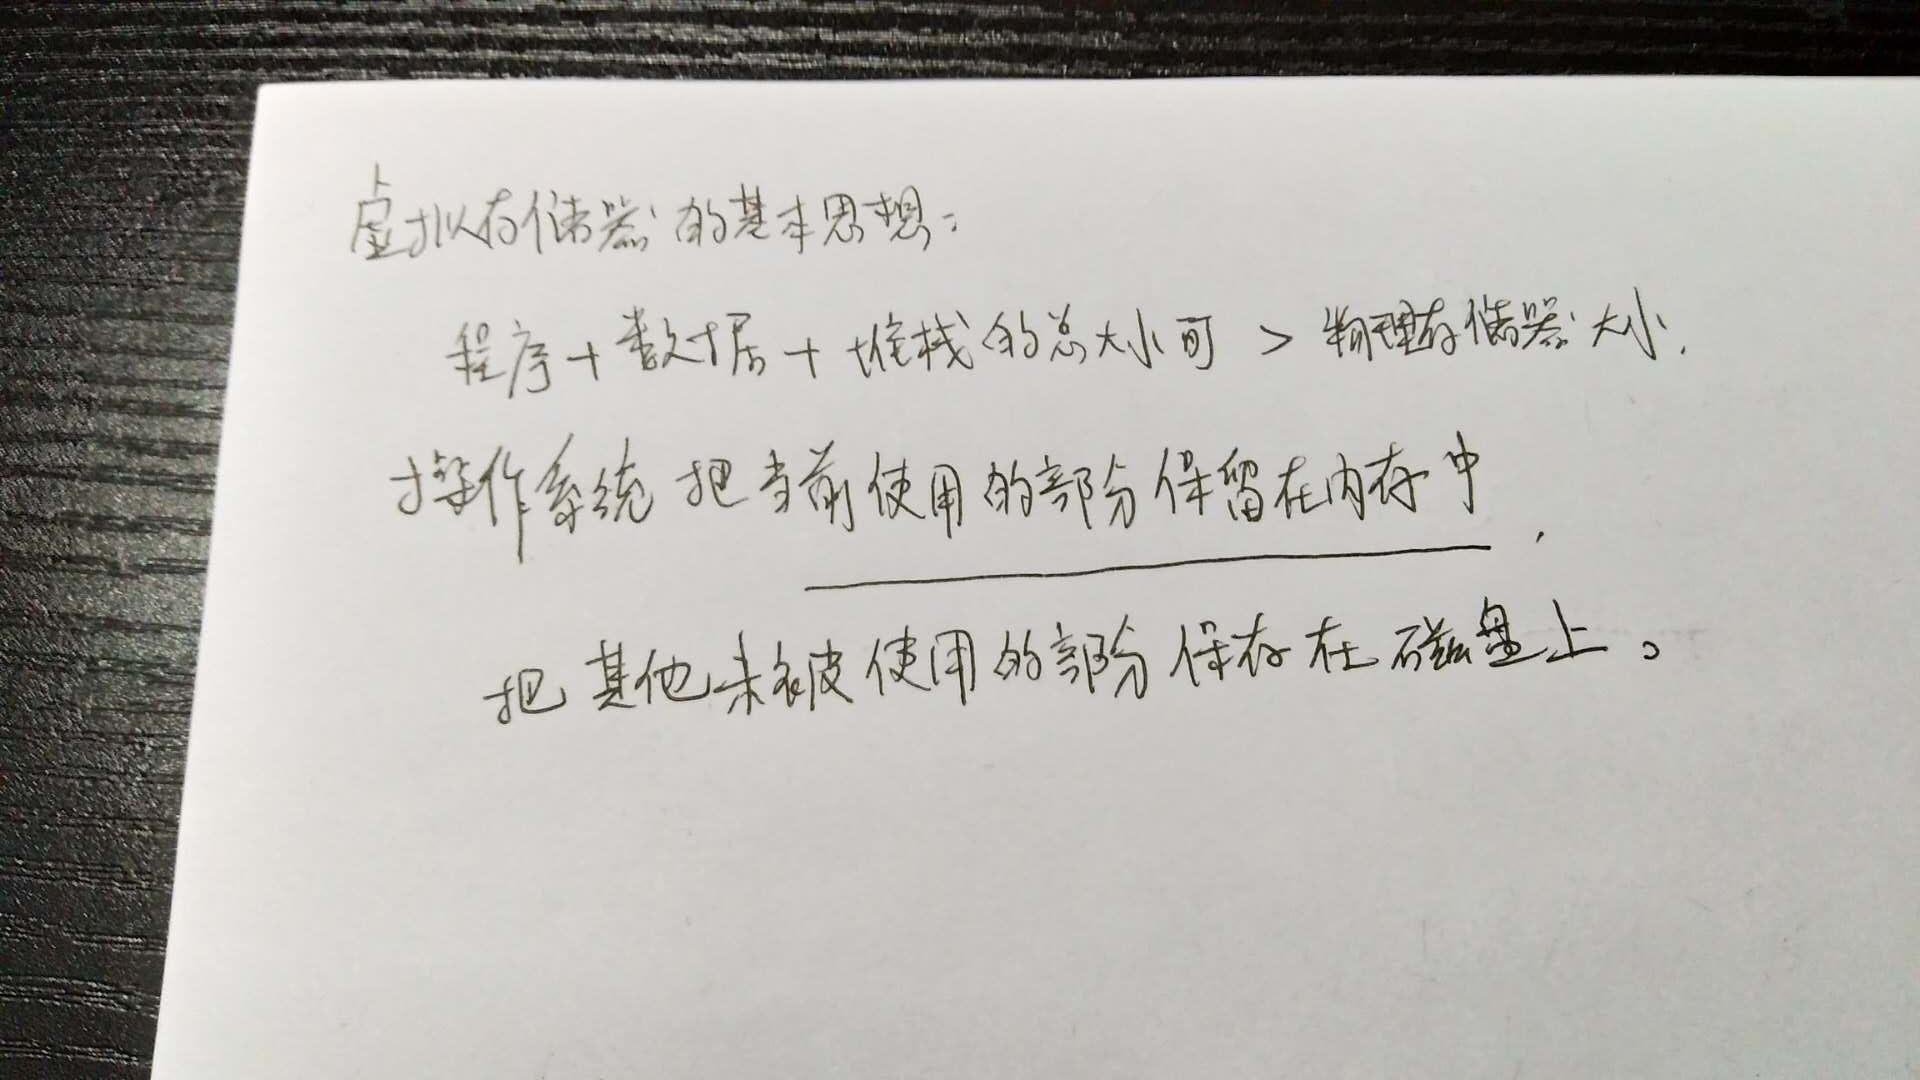 虚拟存储器的基本思想:
程序+数据+堆栈的总大小可 > 物理存储器大小,
操作系统把当前使用的部分保留在内存中,
把其他未被使用的部分保存在磁盘上。